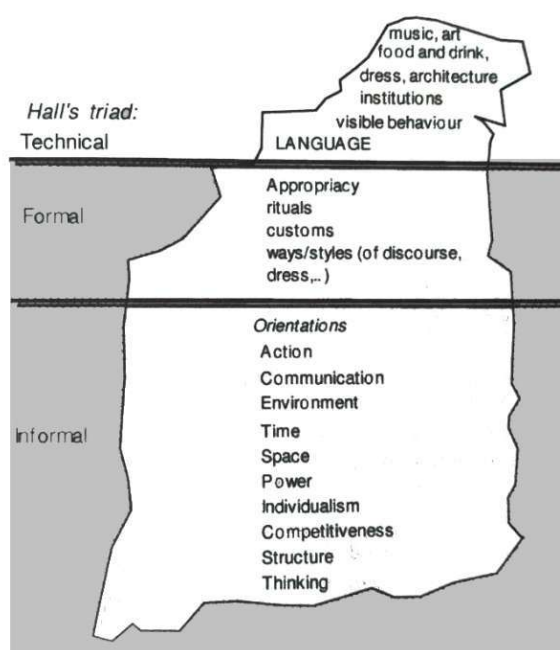 music, art
food and drink,
dress, architecture
institutions
visible behaviour
LANGUAGE
Hall's triad:
Technical
Formal
Appropriacy
rituals
customs
ways/styles (of discourse,
dress,..)
Informal
Orientations
Action
Communication
Environment
Time
Space
Power
Individualism
Competitiveness
Structure
Thinking